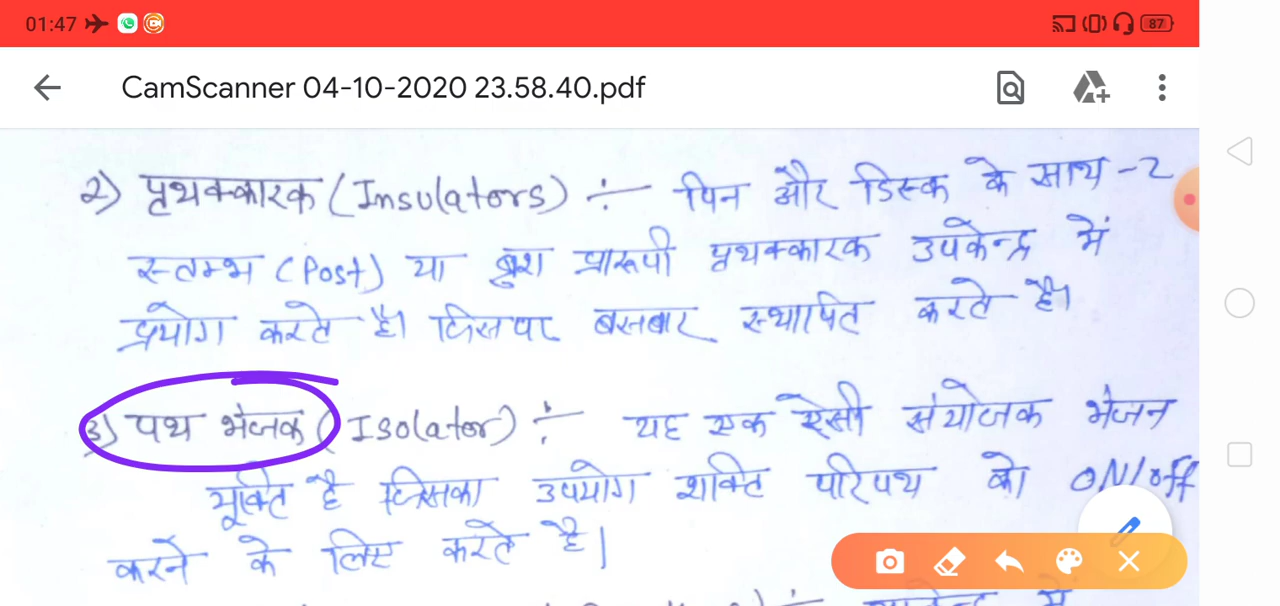 01:47
87
CamScanner 04-10-2020 23.58.40.pdf
2) पृथक्कारक (Insulators) ÷ पिन और डिस्क के साथ-2
स्तम्भ (Post) या बुश प्रारूपी पृथक्कारक उपकेन्द्र में
प्रयोग करते है। जिसपर बसबार स्थापित करते है।
3) पथ भंजक (Isolator) ÷ यह एक ऐसी संयोजक भंजन
युक्ति है जिसका उपयोग शक्ति परिपथ को ON/off
करने के लिए करते है।